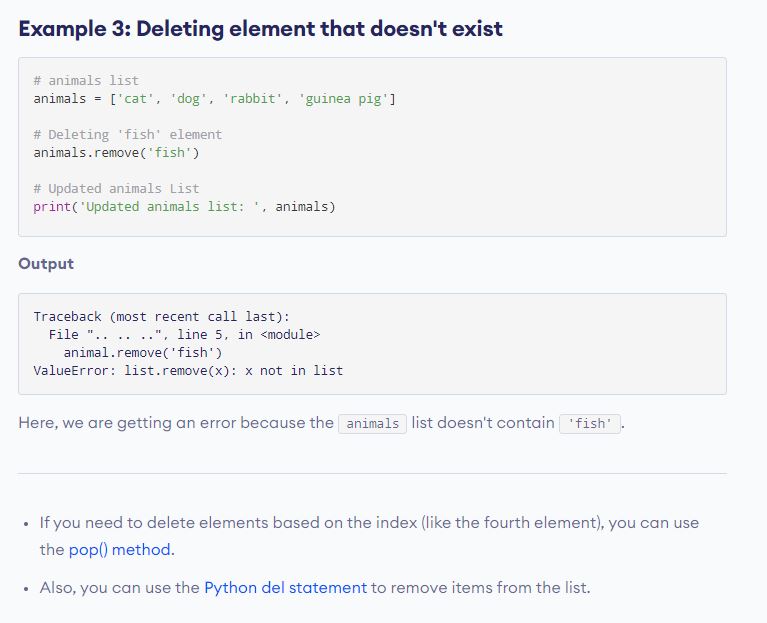 Example 3: Deleting element that doesn't exist
# animals list
animals = ['cat', 'dog', 'rabbit', 'guinea pig']
# Deleting 'fish' element
animals.remove('fish')
# Updated animals List
print('Updated animals list: ', animals)
Output
Traceback (most recent call last):
  File ".. .. ..", line 5, in <module>
    animal.remove('fish')
ValueError: list.remove(x): x not in list
Here, we are getting an error because the animals list doesn't contain 'fish'.
• If you need to delete elements based on the index (like the fourth element), you can use
the pop() method.
• Also, you can use the Python del statement to remove items from the list.